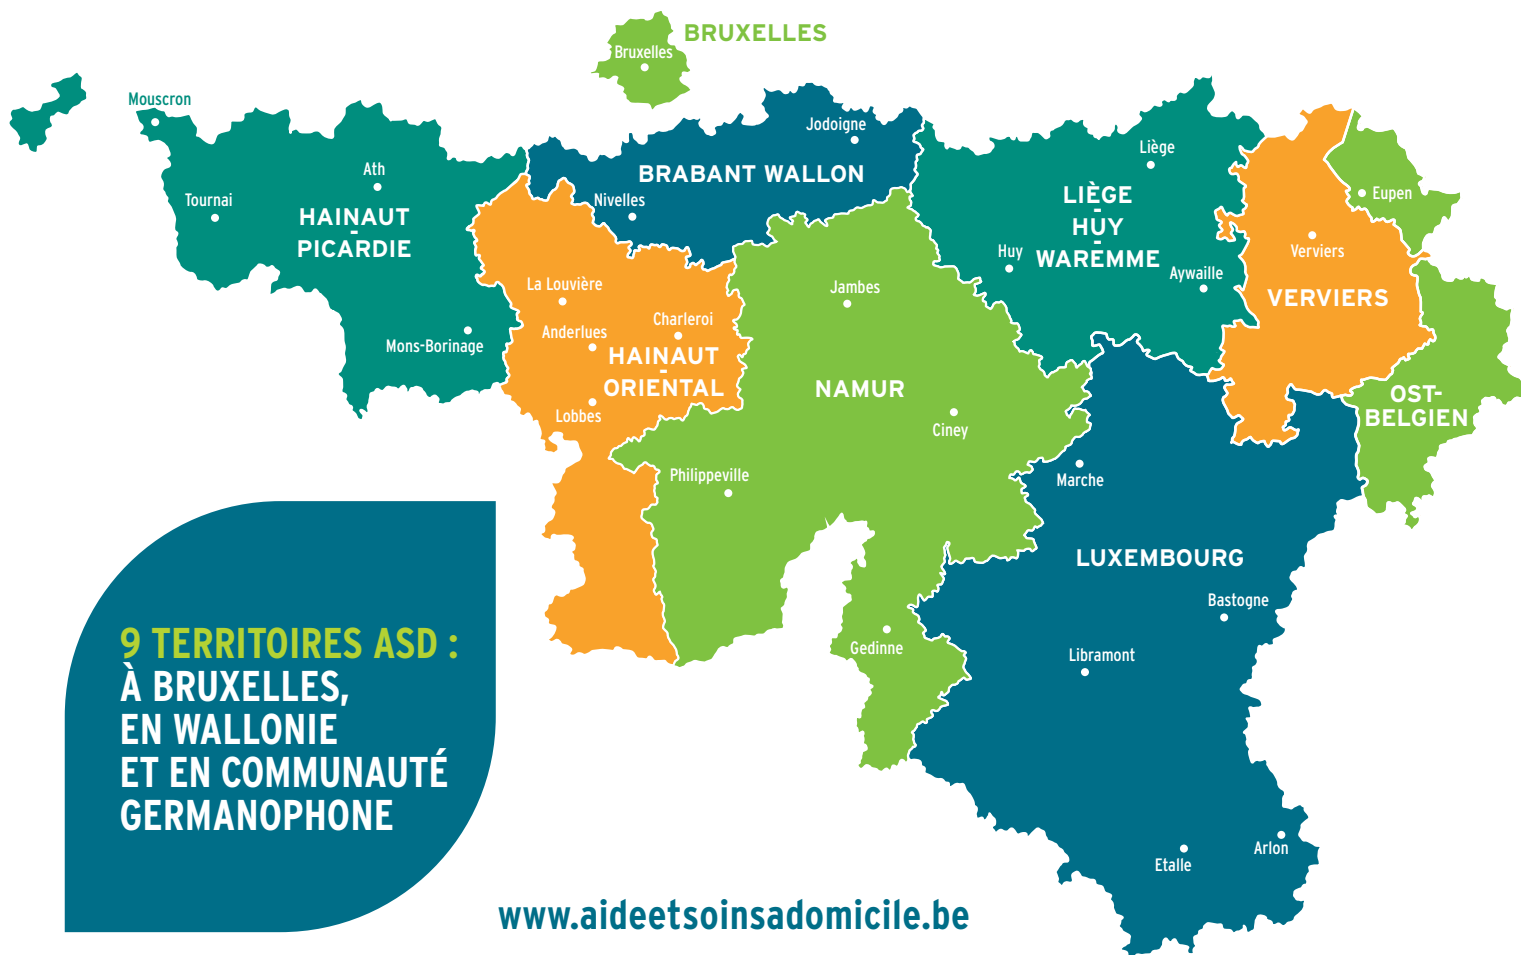 BRUXELLES
Bruxelles
Mouscron
Tournai
Ath
HAINAUT
-
PICARDIE
Mons-Borinage
Jodoigne
BRABANT WALLON
Nivelles
La Louvière
Anderlues
Charleroi
HAINAUT
-
ORIENTAL
Lobbes
Jambes
NAMUR
Ciney
Philippeville
Gedinne
Liège
LIÈGE
-
HUY
-
WAREMME
Huy
Aywaille
Eupen
Verviers
VERVIERS
OST-
BELGIEN
Marche
LUXEMBOURG
Bastogne
Libramont
Etalle
Arlon
9 TERRITOIRES ASD :
À BRUXELLES,
EN WALLONIE
ET EN COMMUNAUTÉ
GERMANOPHONE
www.aideetsoinsadomicile.be